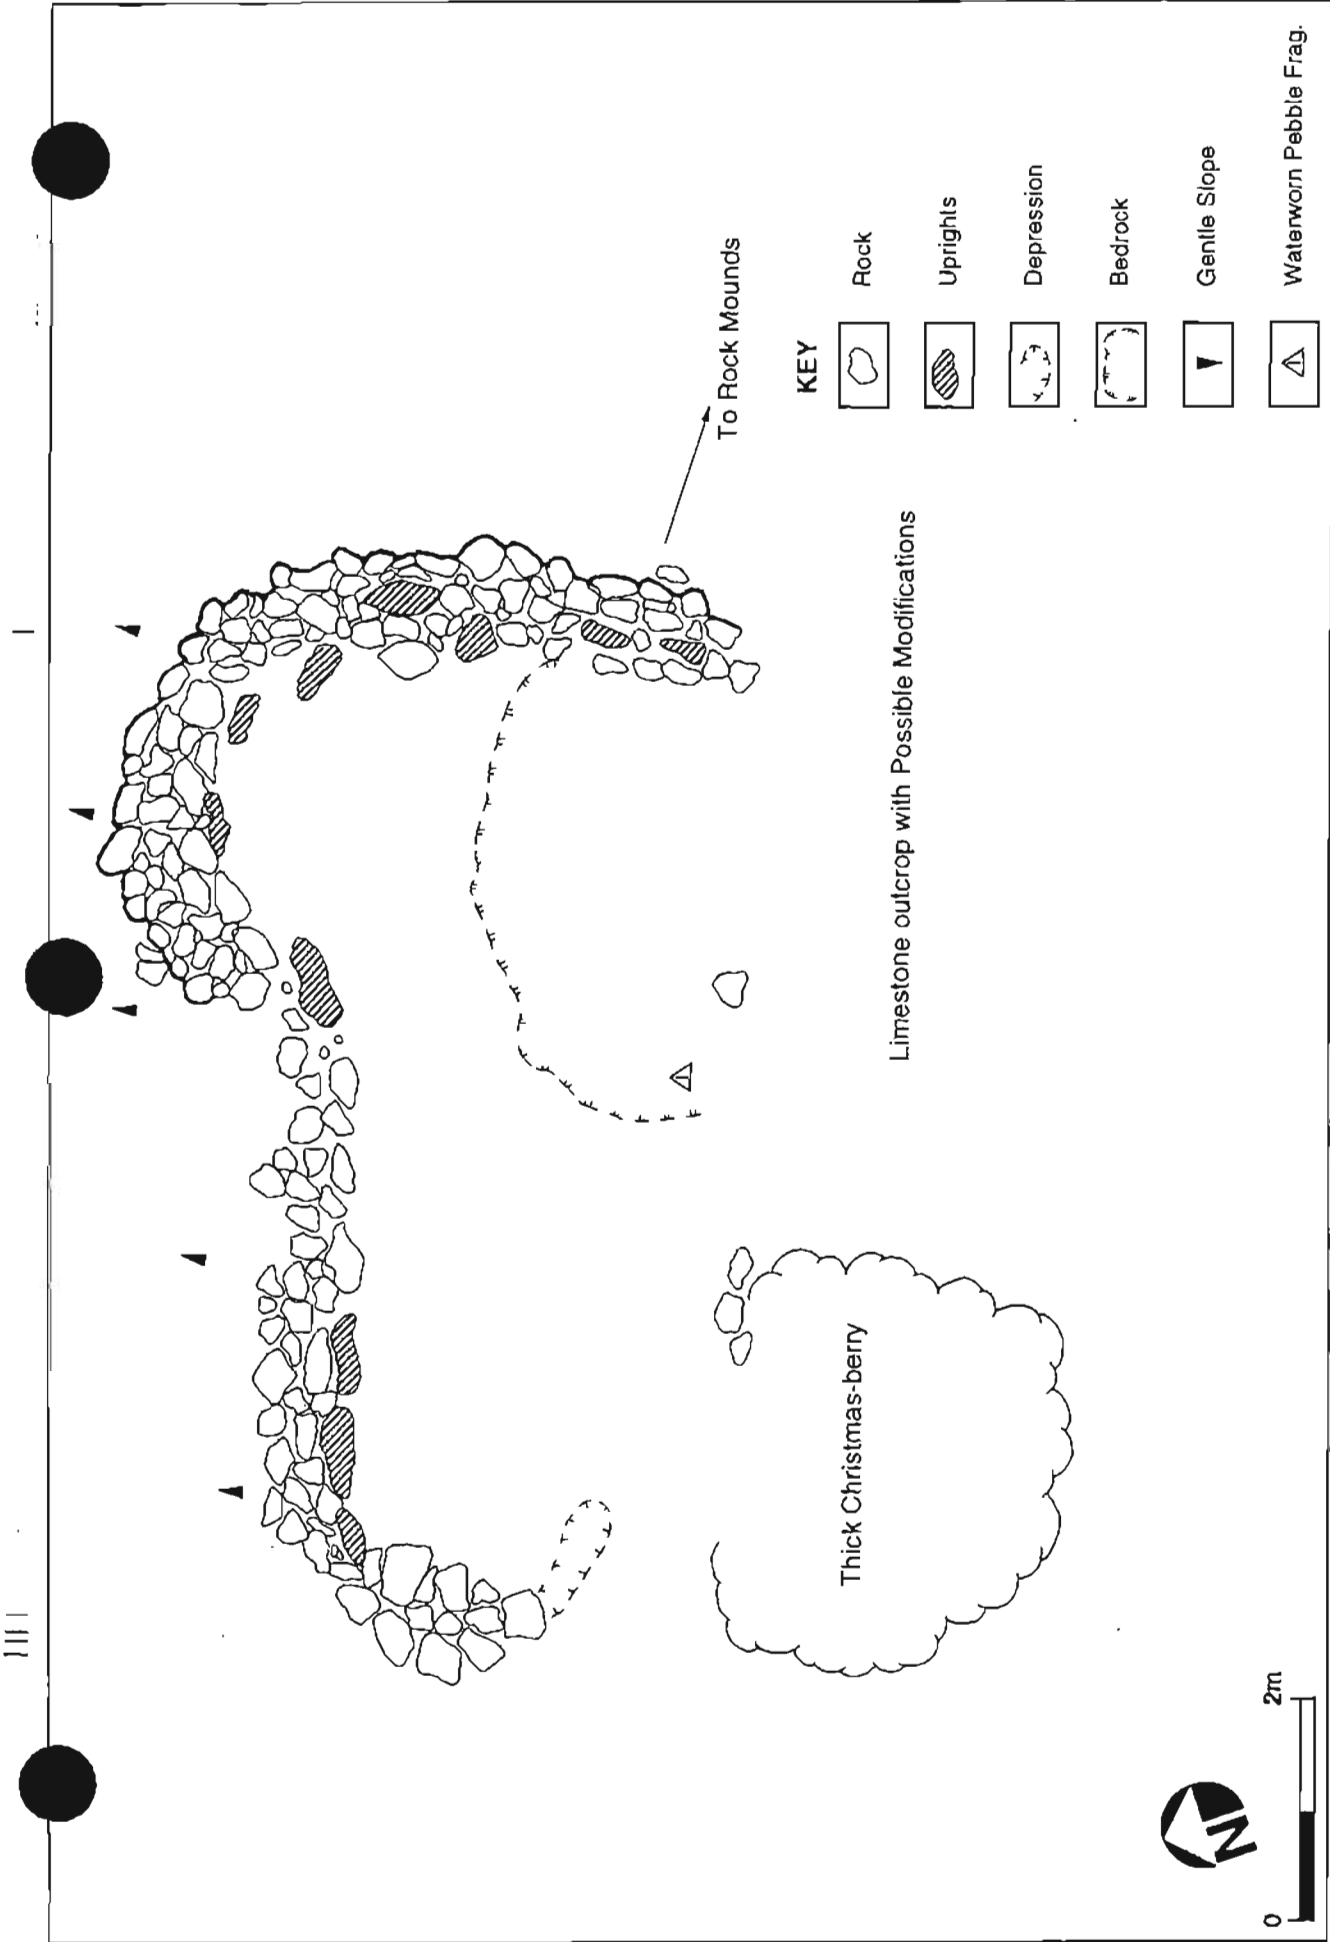 To Rock Mounds
KEY
Rock
Uprights
Depression
Bedrock
Gentle Slope
Waterworn Pebble Frag.
Limestone outcrop with Possible Modifications
Thick Christmas-berry
N
0 2m